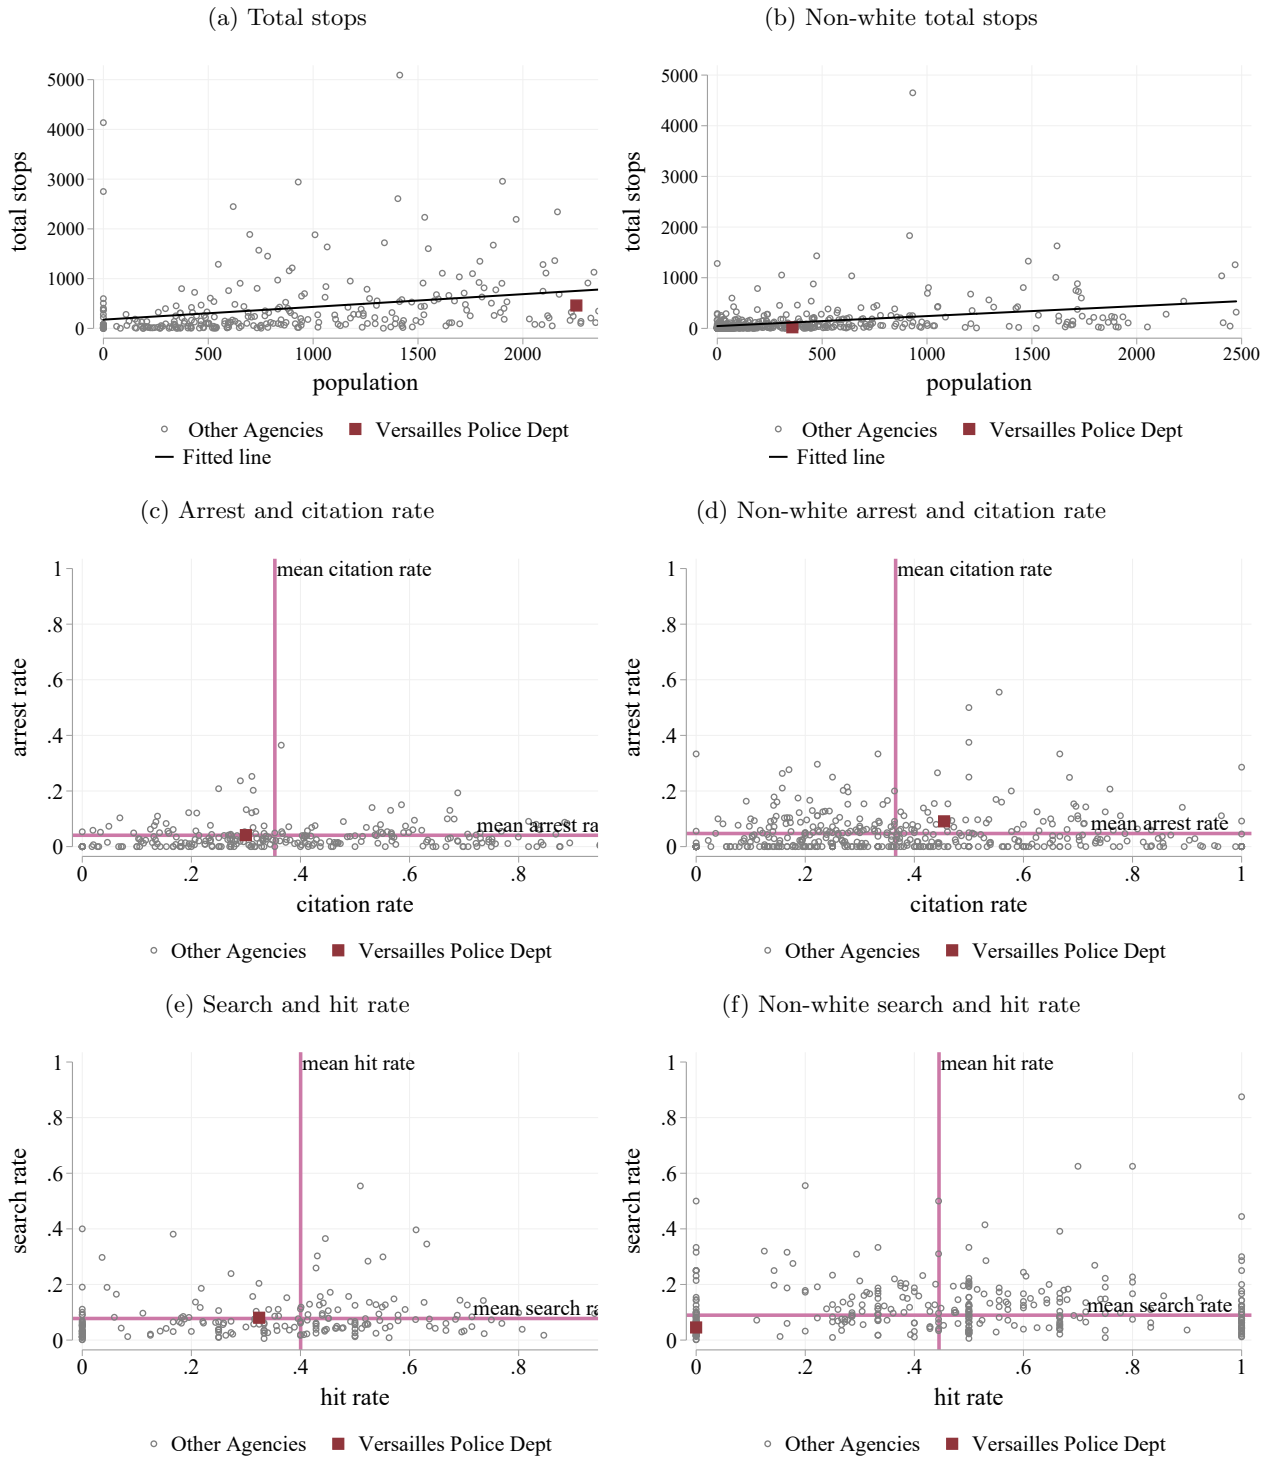 (a) Total stops
(b) Non-white total stops
total stops
5000
4000
3000
2000
1000
0
0 500 1000 1500 2000
population
Other Agencies Versailles Police Dept
Fitted line
total stops
5000
4000
3000
2000
1000
0
0 500 1000 1500 2000 2500
population
Other Agencies Versailles Police Dept
Fitted line
(c) Arrest and citation rate
(d) Non-white arrest and citation rate
arrest rate
1
.8
.6
.4
.2
0
mean citation rate
mean arrest ra
0 .2 .4 .6 .8
citation rate
Other Agencies Versailles Police Dept
arrest rate
1
.8
.6
.4
.2
0
mean citation rate
mean arrest rate
0 .2 .4 .6 .8 1
citation rate
Other Agencies Versailles Police Dept
(e) Search and hit rate
(f) Non-white search and hit rate
search rate
1
.8
.6
.4
.2
0
mean hit rate
mean search ra
0 .2 .4 .6 .8
hit rate
Other Agencies Versailles Police Dept
search rate
1
.8
.6
.4
.2
0
mean hit rate
mean search rate
0 .2 .4 .6 .8 1
hit rate
Other Agencies Versailles Police Dept